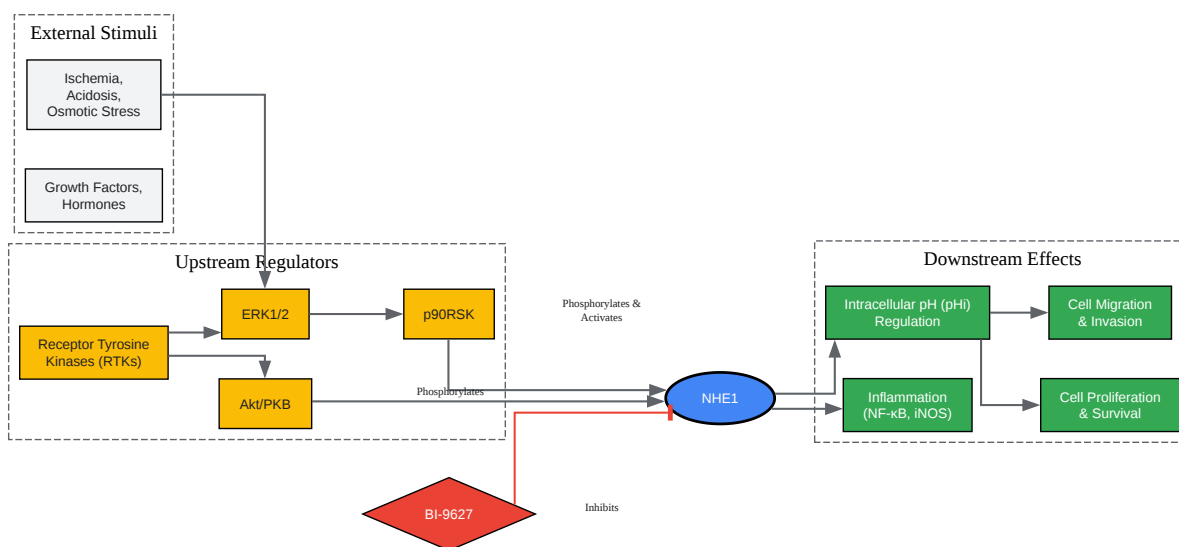 External Stimuli
Ischemia,
Acidosis,
Osmotic Stress
Growth Factors,
Hormones
Upstream Regulators
ERK1/2
p90RSK
Receptor Tyrosine
Kinases (RTKs)
Akt/PKB
Phosphorylates &
Activates
Phosphorylates
NHE1
BI-9627
Inhibits
Downstream Effects
Intracellular pH (pHi)
Regulation
Cell Migration
& Invasion
Inflammation
(NF-κB, iNOS)
Cell Proliferation
& Survival